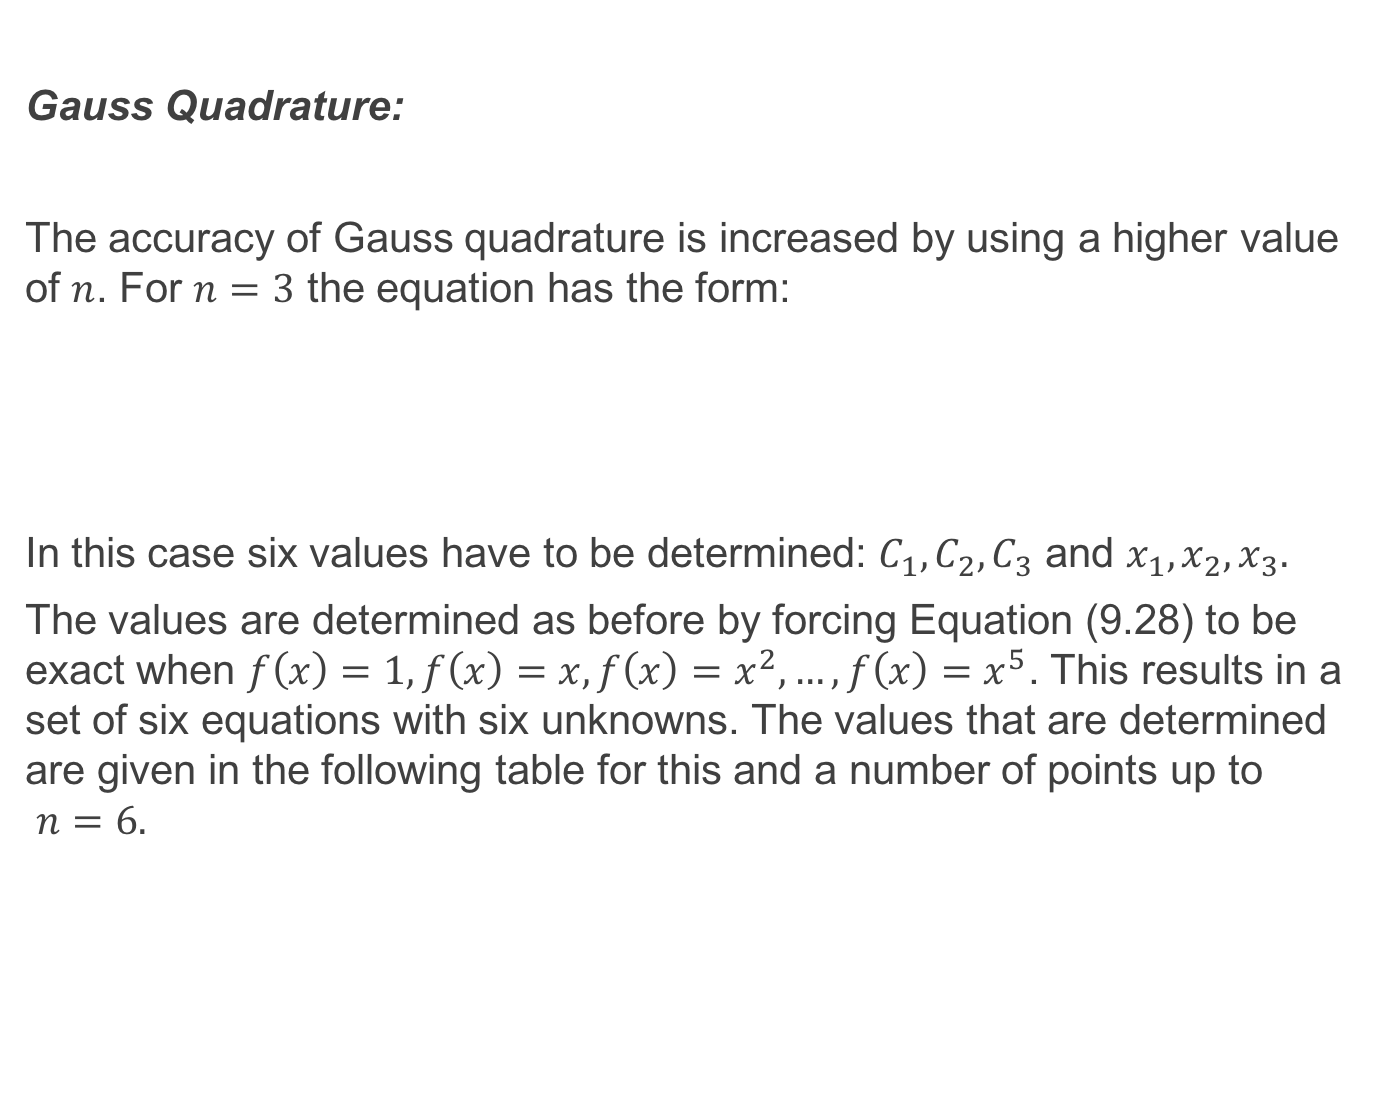 Gauss Quadrature:
The accuracy of Gauss quadrature is increased by using a higher value
of n. For n = 3 the equation has the form:
In this case six values have to be determined: C₁, C₂, C₃ and x₁, x₂, x₃.
The values are determined as before by forcing Equation (9.28) to be
exact when f(x) = 1, f(x) = x, f(x) = x², …, f(x) = x⁵. This results in a
set of six equations with six unknowns. The values that are determined
are given in the following table for this and a number of points up to
n = 6.